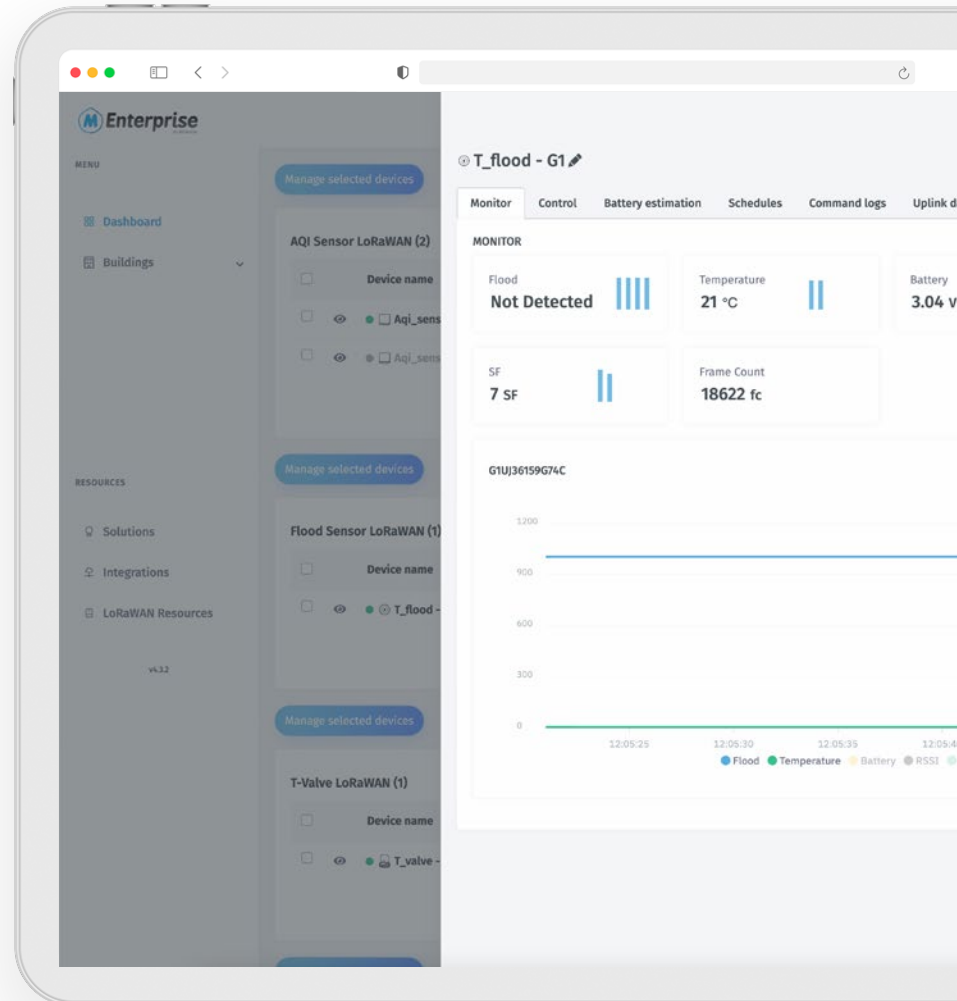 Enterprise
MENU
Dashboard
Buildings
RESOURCES
Solutions
Integrations
LoRaWAN Resources
v4.3.2
Manage selected devices
AQI Sensor LoRaWAN (2)
Device name
Aqi_sens
Aqi_sens
Manage selected devices
Flood Sensor LoRaWAN (1)
Device name
T_flood -
Manage selected devices
T-Valve LoRaWAN (1)
Device name
T_valve -
T_flood - G1
Monitor Control Battery estimation Schedules Command logs Uplink d
MONITOR
Flood
Not Detected
Temperature
21 °C
Battery
3.04 V
SF
7 SF
Frame Count
18622 fc
G1UJ36159G74C
1200
900
600
300
0
12:05:25 12:05:30 12:05:35 12:05:4
Flood Temperature Battery RSSI